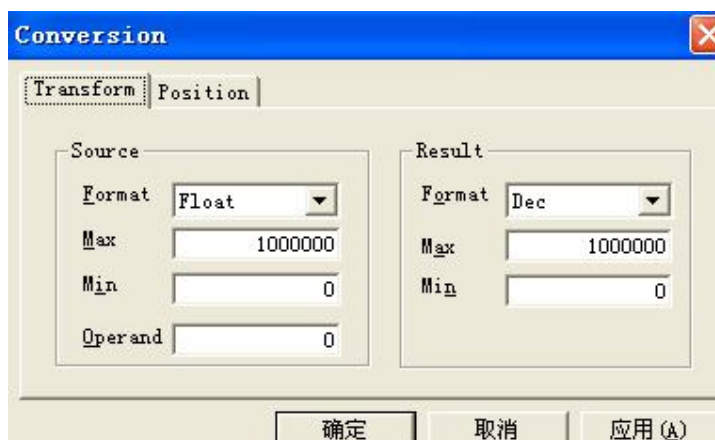 Conversion
Transform Position
Source
Format Float
Max 1000000
Min 0
Operand 0
Result
Format Dec
Max 1000000
Min 0
确定 取消 应用(A)